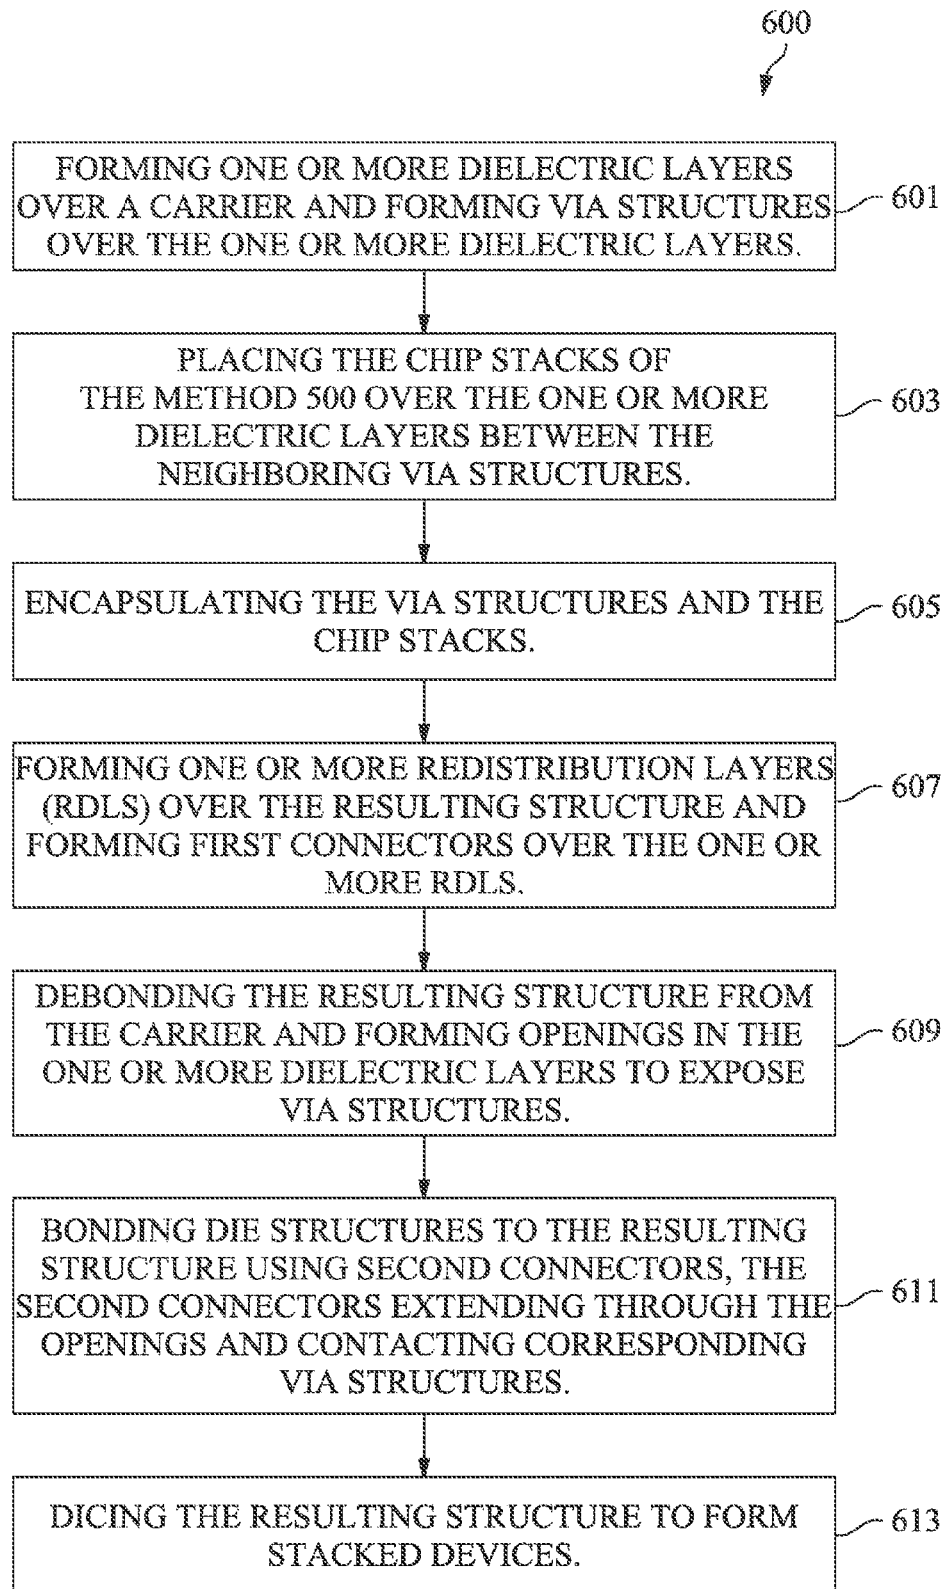 600
FORMING ONE OR MORE DIELECTRIC LAYERS
OVER A CARRIER AND FORMING VIA STRUCTURES
OVER THE ONE OR MORE DIELECTRIC LAYERS.
601
PLACING THE CHIP STACKS OF
THE METHOD 500 OVER THE ONE OR MORE
DIELECTRIC LAYERS BETWEEN THE
NEIGHBORING VIA STRUCTURES.
603
ENCAPSULATING THE VIA STRUCTURES AND THE
CHIP STACKS.
605
FORMING ONE OR MORE REDISTRIBUTION LAYERS
(RDLS) OVER THE RESULTING STRUCTURE AND
FORMING FIRST CONNECTORS OVER THE ONE OR
MORE RDLS.
607
DEBONDING THE RESULTING STRUCTURE FROM
THE CARRIER AND FORMING OPENINGS IN THE
ONE OR MORE DIELECTRIC LAYERS TO EXPOSE
VIA STRUCTURES.
609
BONDING DIE STRUCTURES TO THE RESULTING
STRUCTURE USING SECOND CONNECTORS, THE
SECOND CONNECTORS EXTENDING THROUGH THE
OPENINGS AND CONTACTING CORRESPONDING
VIA STRUCTURES.
611
DICING THE RESULTING STRUCTURE TO FORM
STACKED DEVICES.
613